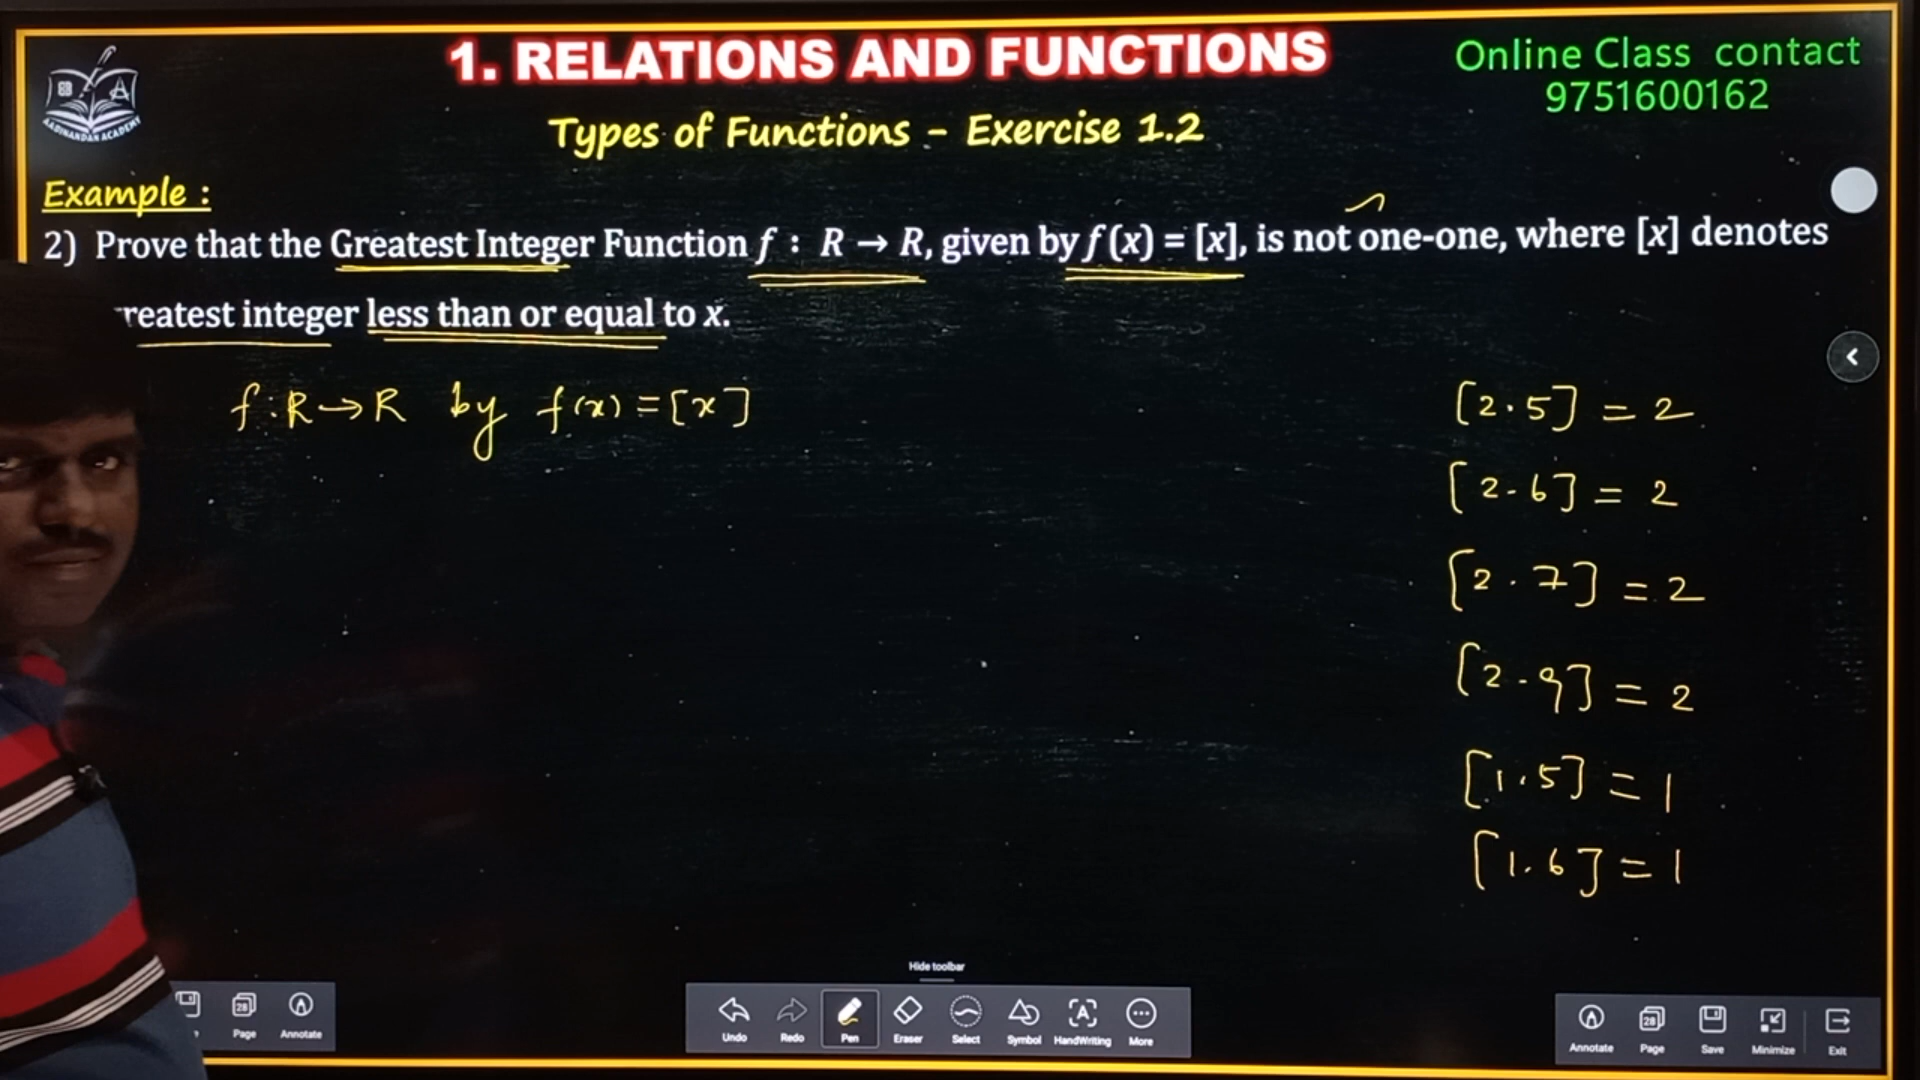 1. RELATIONS AND FUNCTIONS
Online Class contact
9751600162
AADINANDAN ACADEMY
Types of Functions - Exercise 1.2
Example :
2) Prove that the Greatest Integer Function f : R → R, given by f(x) = [x], is not one-one, where [x] denotes
reatest integer less than or equal to x.
f:R→R by f(x)=[x]
[2.5] = 2
[2.6] = 2
[2.7] = 2
[2.9] = 2
[1.5] = 1
[1.6] = 1
Hide toolbar
Page Annotate
Undo Redo Pen Eraser Select Symbol HandWriting More
Annotate Page Save Minimize Exit